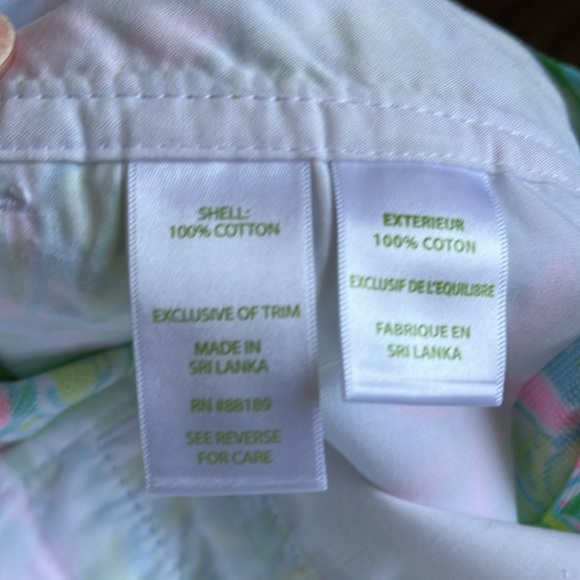 SHELL:
100% COTTON
EXCLUSIVE OF TRIM
MADE IN
SRI LANKA
RN #88189
SEE REVERSE
FOR CARE
EXTERIEUR
100% COTON
EXCLUSIF DE L'EQUILIBRE
FABRIQUE EN
SRI LANKA